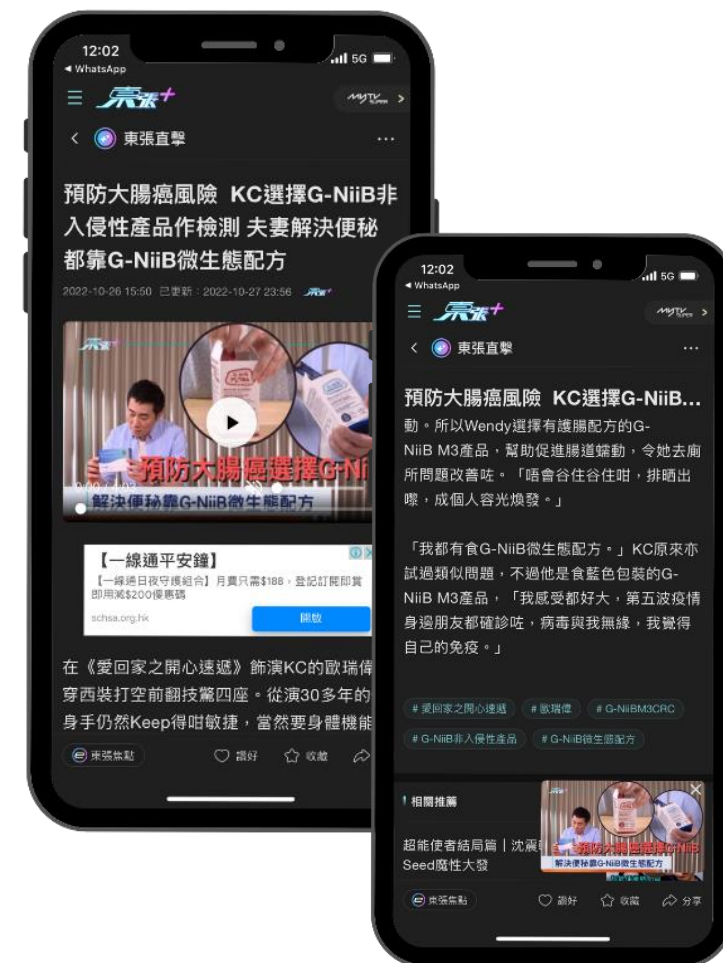 12:02
5G
WhatsApp
東張+
myTV SUPER
東張直擊
預防大腸癌風險 KC選擇G-NiiB非
入侵性產品作檢測 夫妻解決便秘
都靠G-NiiB微生態配方
2022-10-26 15:50 已更新：2022-10-27 23:56 東張+
東張+
預防大腸癌選擇G-Ni
0:00 / 4:03
解決便秘靠G-NiiB微生態配方
【一線通平安鐘】
【一線通日夜守護組合】月費只需$188，登記訂閱即賞
即用減$200優惠碼
schsa.org.hk
開啟
在《愛回家之開心速遞》飾演KC的歐瑞偉
穿西裝打空前翻技驚四座。從演30多年的
身手仍然Keep得咁敏捷，當然要身體機能
東張焦點
讚好
收藏
12:02
5G
WhatsApp
東張+
myTV SUPER
東張直擊
預防大腸癌風險 KC選擇G-NiiB...
動。所以Wendy選擇有護腸配方的G-
NiiB M3產品，幫助促進腸道蠕動，令她去廁
所問題改善咗。「唔會谷住谷住咁，排晒出
嚟，成個人容光煥發。」
「我都有食G-NiiB微生態配方。」KC原來亦
試過類似問題，不過他是食藍色包裝的G-
NiiB M3產品，「我感受都好大，第五波疫情
身邊朋友都確診咗，病毒與我無緣，我覺得
自己的免疫。」
# 愛回家之開心速遞
# 歐瑞偉
# G-NiiBM3CRC
# G-NiiB非入侵性產品
# G-NiiB微生態配方
相關推薦
超能使者結局篇｜沈震
Seed魔性大發
預防大腸癌選擇G-NiiB
解決便秘靠G-NiiB微生態配方
東張焦點
讚好
收藏
分享